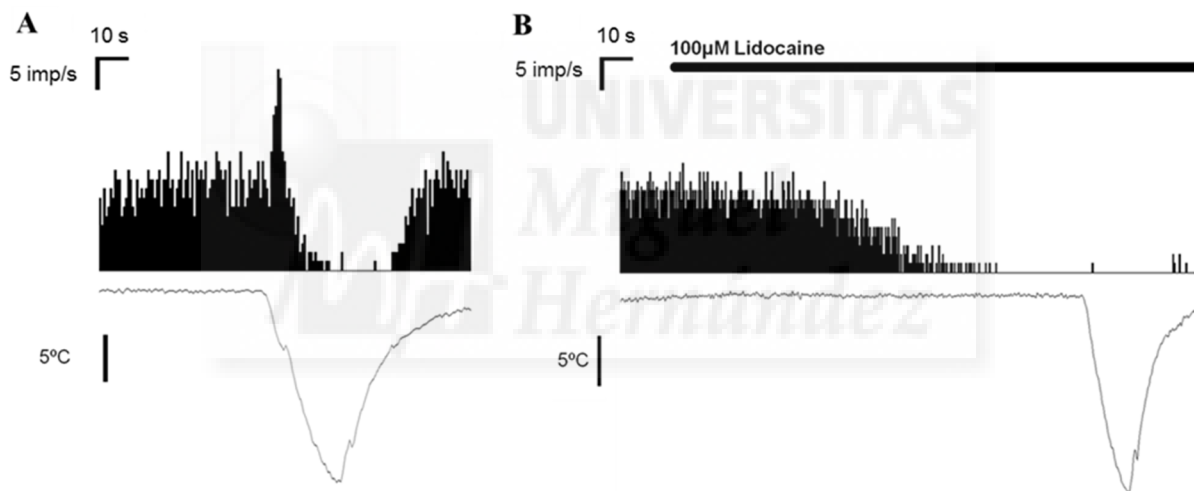 A
10 s
5 imp/s
5ºC
B
10 s
5 imp/s
100µM Lidocaine
5ºC
UNIVERSITAS
Miguel
Hernández